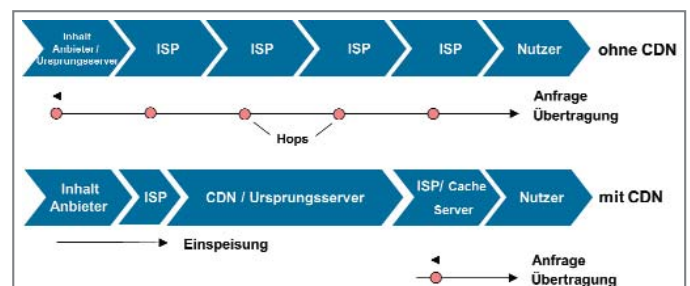 Inhalt
Anbieter /
Ursprungsserver
ISP
ISP
ISP
ISP
Nutzer
ohne CDN
Anfrage
Übertragung
Hops
Inhalt
Anbieter
ISP
CDN / Ursprungsserver
ISP/ Cache
Server
Nutzer
mit CDN
Einspeisung
Anfrage
Übertragung